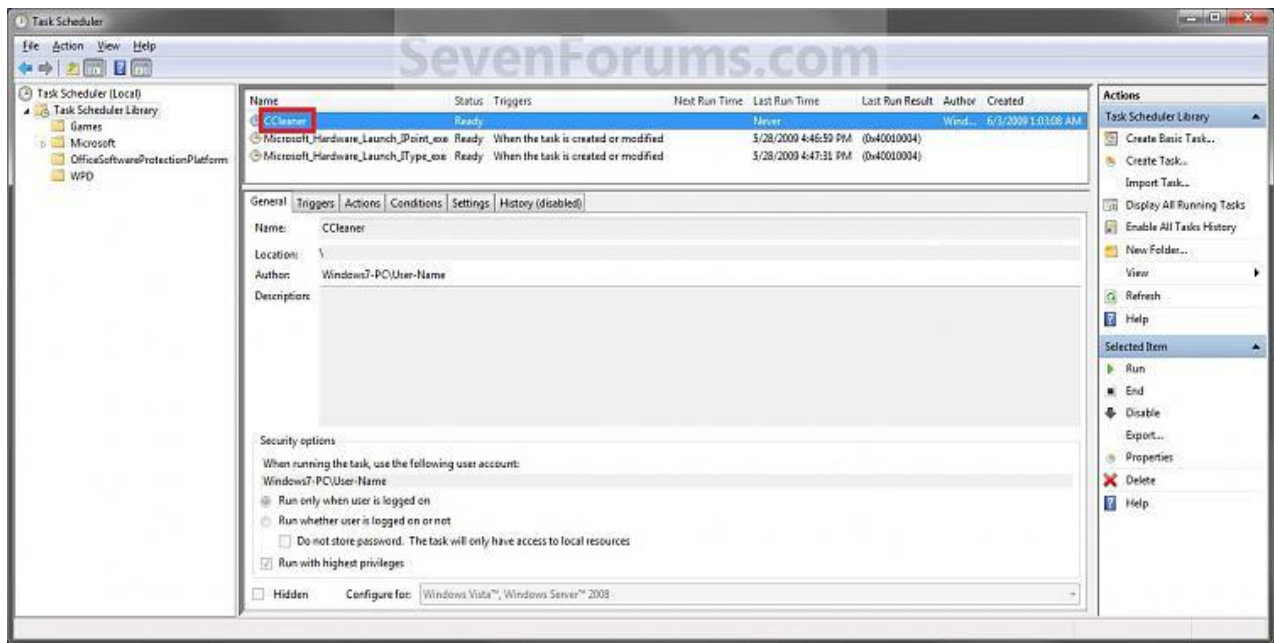 Task Scheduler
SevenForums.com
File Action View Help
Task Scheduler (Local)
Task Scheduler Library
Games
Microsoft
OfficeSoftwareProtectionPlatform
WPD
Name Status Triggers Next Run Time Last Run Time Last Run Result Author Created
CCleaner Ready Never Wind... 6/3/2009 1:03:08 AM
Microsoft_Hardware_Launch_IPoint_exe Ready When the task is created or modified 5/28/2009 4:46:59 PM (0x40010004)
Microsoft_Hardware_Launch_IType_exe Ready When the task is created or modified 5/28/2009 4:47:31 PM (0x40010004)
General Triggers Actions Conditions Settings History (disabled)
Name: CCleaner
Location: \
Author: Windows7-PC\User-Name
Description:
Security options
When running the task, use the following user account:
Windows7-PC\User-Name
Run only when user is logged on
Run whether user is logged on or not
Do not store password. The task will only have access to local resources
Run with highest privileges
Hidden Configure for: Windows Vista™, Windows Server™ 2008
Actions
Task Scheduler Library
Create Basic Task...
Create Task...
Import Task...
Display All Running Tasks
Enable All Tasks History
New Folder...
View
Refresh
Help
Selected Item
Run
End
Disable
Export...
Properties
Delete
Help